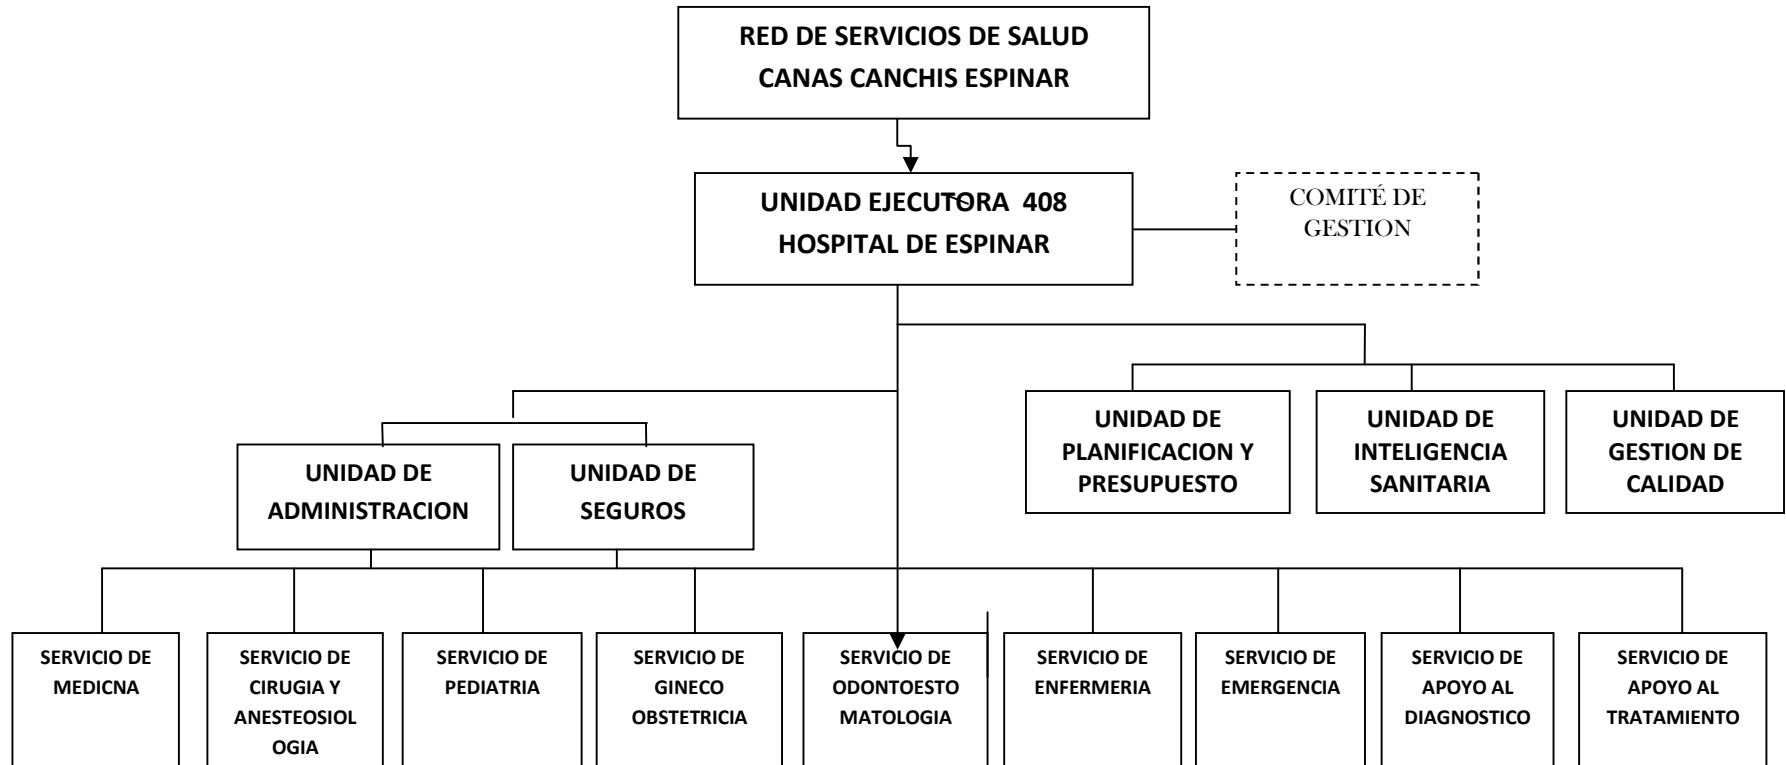 RED DE SERVICIOS DE SALUD
CANAS CANCHIS ESPINAR
UNIDAD EJECUTORA 408
HOSPITAL DE ESPINAR
COMITÉ DE
GESTION
UNIDAD DE
PLANIFICACION Y
PRESUPUESTO
UNIDAD DE
INTELIGENCIA
SANITARIA
UNIDAD DE
GESTION DE
CALIDAD
UNIDAD DE
ADMINISTRACION
UNIDAD DE
SEGUROS
SERVICIO DE
MEDICNA
SERVICIO DE
CIRUGIA Y
ANESTEOSIOL
OGIA
SERVICIO DE
PEDIATRIA
SERVICIO DE
GINECO
OBSTETRICIA
SERVICIO DE
ODONTOESTO
MATOLOGIA
SERVICIO DE
ENFERMERIA
SERVICIO DE
EMERGENCIA
SERVICIO DE
APOYO AL
DIAGNOSTICO
SERVICIO DE
APOYO AL
TRATAMIENTO